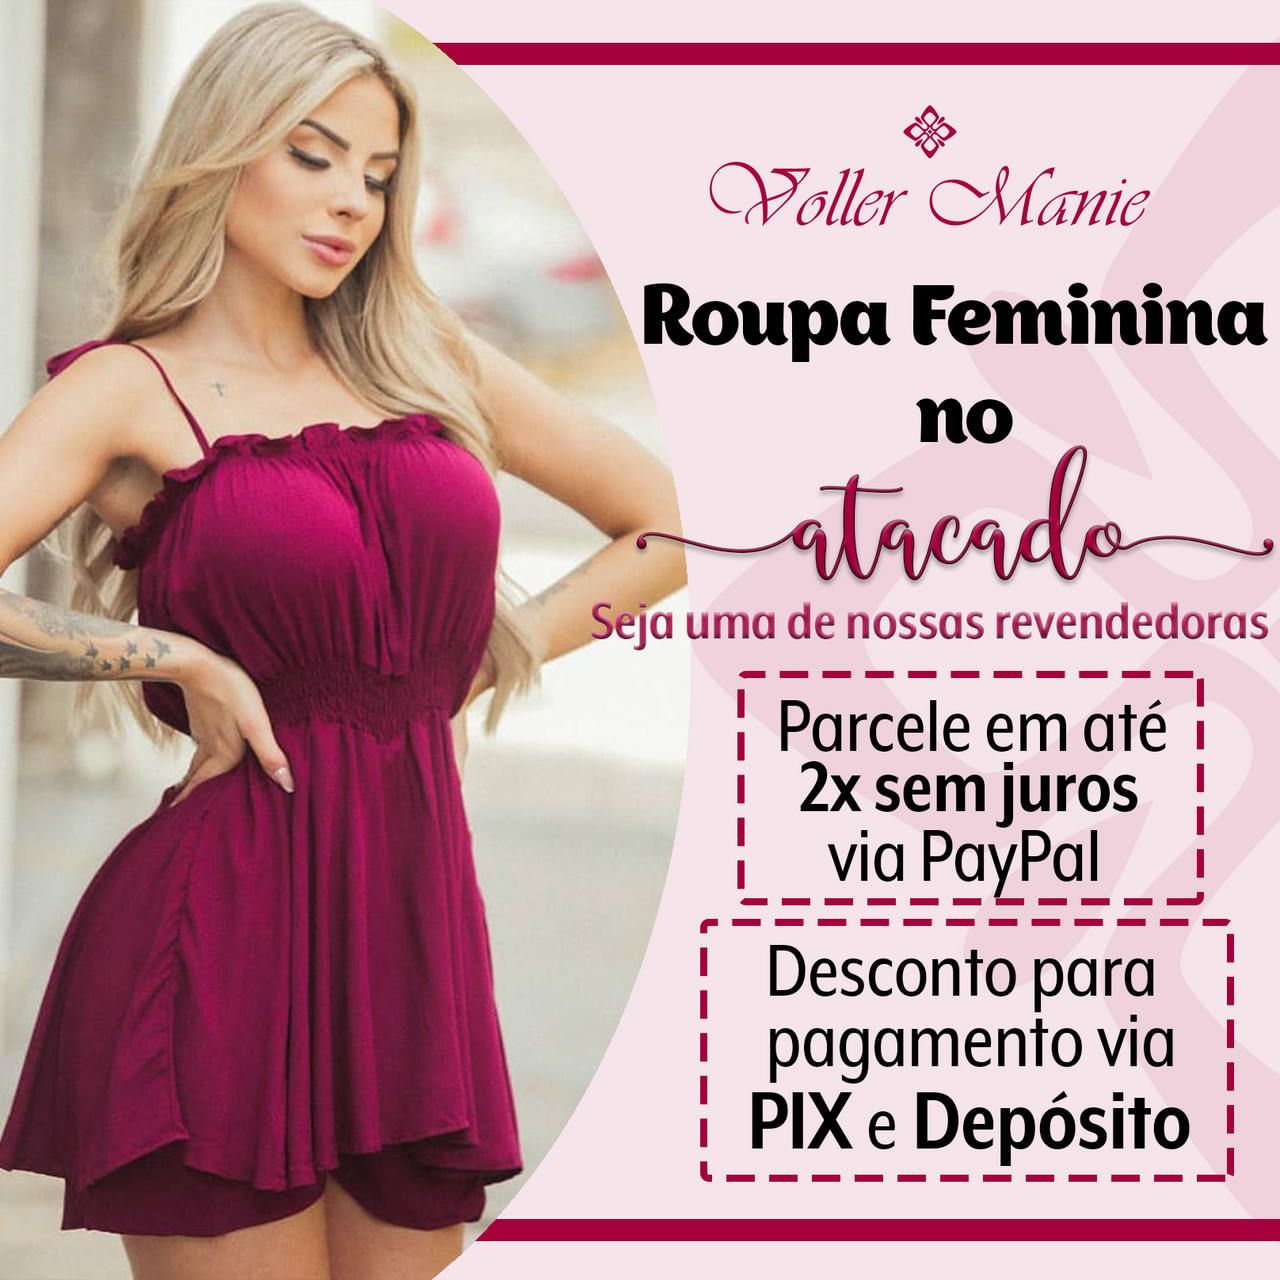 Voller Manie
Roupa Feminina
no
atacado
Seja uma de nossas revendedoras
Parcele em até
2x sem juros
via PayPal
Desconto para
pagamento via
PIX e Depósito